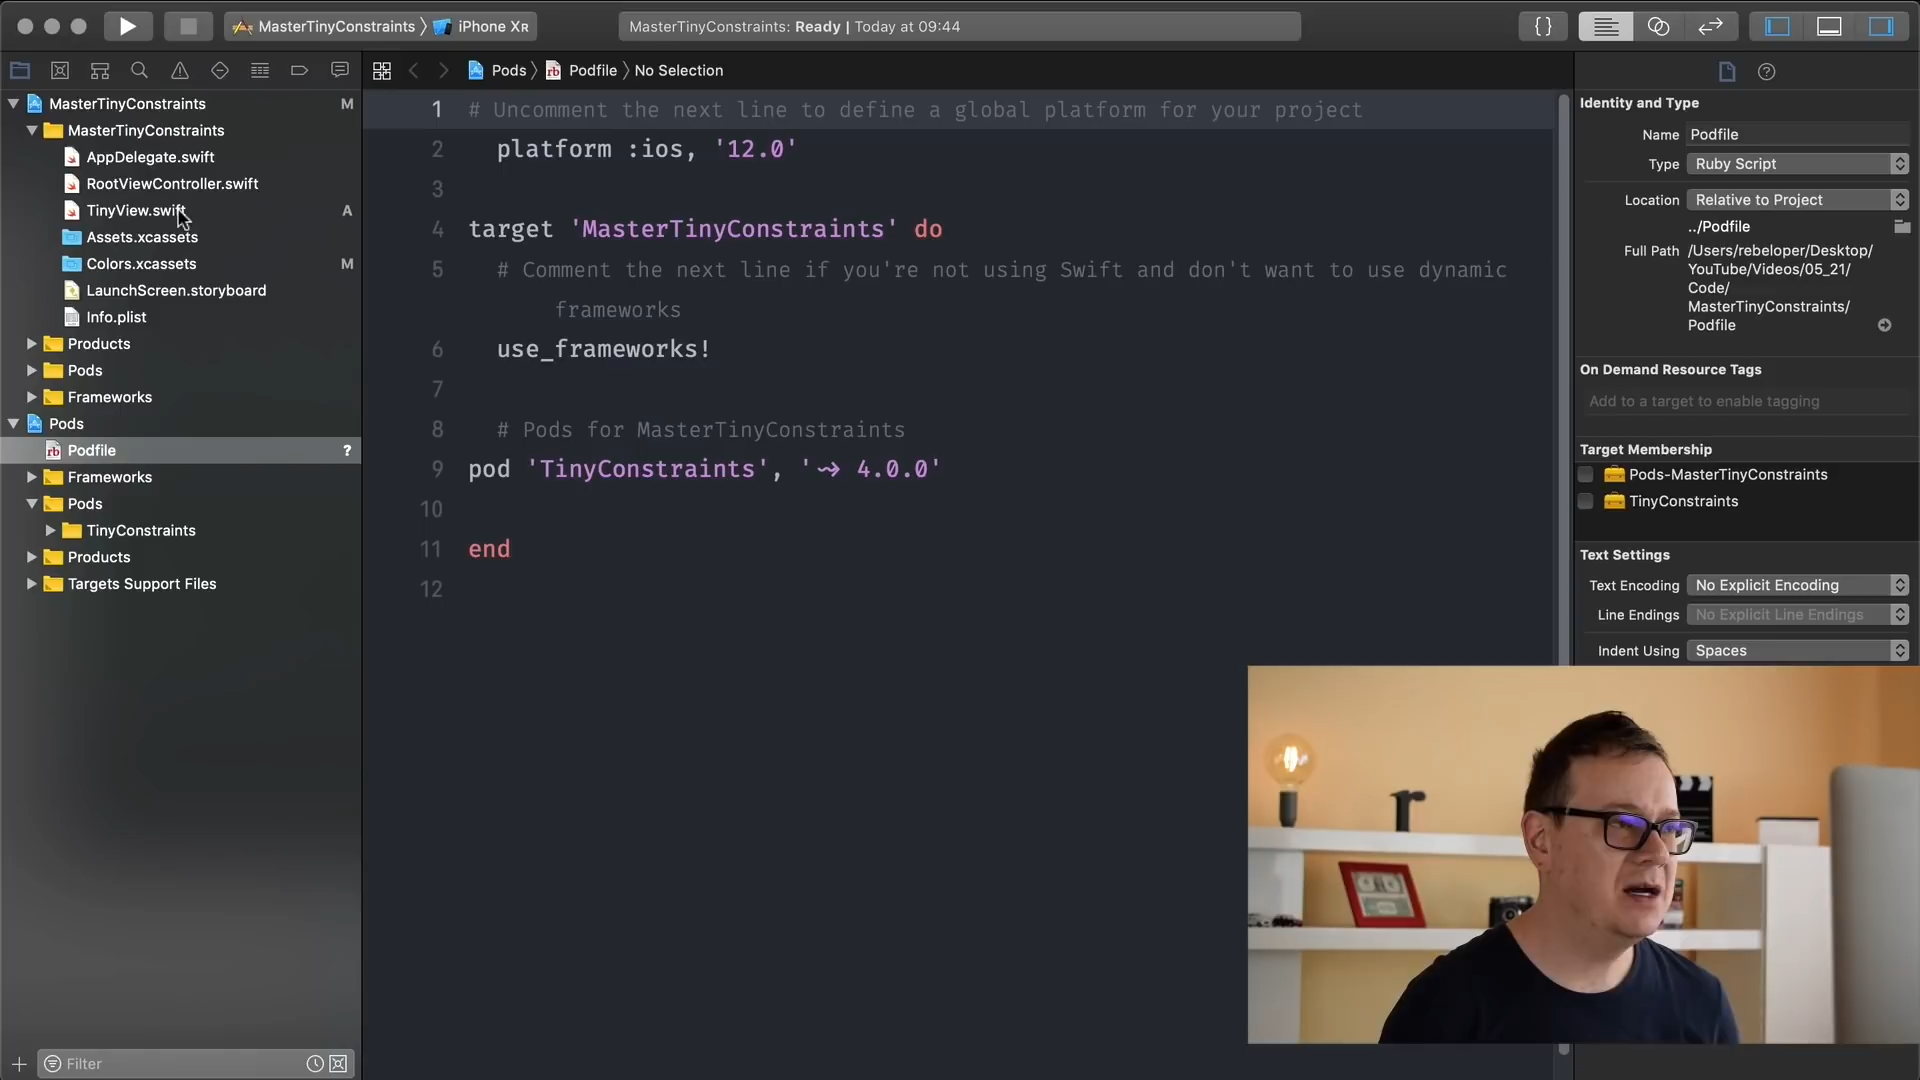 MasterTinyConstraints 〉 iPhone XR
MasterTinyConstraints: Ready | Today at 09:44
{ }
Pods 〉 rb Podfile 〉 No Selection
MasterTinyConstraints M
MasterTinyConstraints
AppDelegate.swift
RootViewController.swift
TinyView.swift A
Assets.xcassets
Colors.xcassets M
LaunchScreen.storyboard
Info.plist
Products
Pods
Frameworks
Pods
rb Podfile ?
Frameworks
Pods
TinyConstraints
Products
Targets Support Files
Filter
1 # Uncomment the next line to define a global platform for your project
2 platform :ios, '12.0'
3
4 target 'MasterTinyConstraints' do
5 # Comment the next line if you're not using Swift and don't want to use dynamic
frameworks
6 use_frameworks!
7
8 # Pods for MasterTinyConstraints
9 pod 'TinyConstraints', '⤳ 4.0.0'
10
11 end
12
Identity and Type
Name Podfile
Type Ruby Script
Location Relative to Project
../Podfile
Full Path /Users/rebeloper/Desktop/
YouTube/Videos/05_21/
Code/
MasterTinyConstraints/
Podfile
On Demand Resource Tags
Add to a target to enable tagging
Target Membership
Pods-MasterTinyConstraints
TinyConstraints
Text Settings
Text Encoding No Explicit Encoding
Line Endings No Explicit Line Endings
Indent Using Spaces